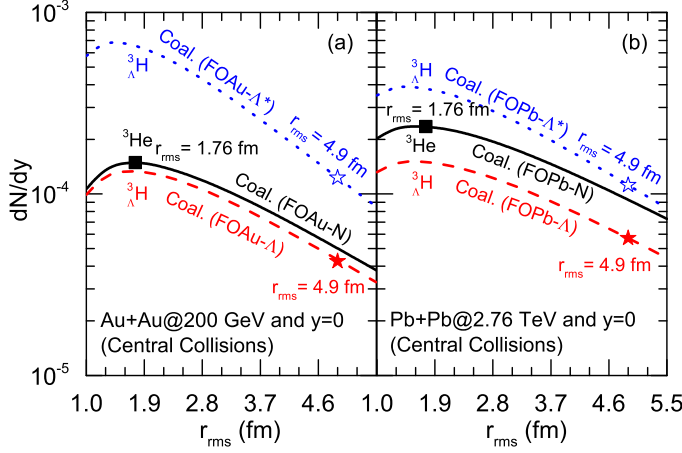 10⁻³
10⁻⁴
10⁻⁵
dN/dy
(a)
³ΛH
Coal. (FOAu-Λ*)
r_rms = 4.9 fm
³He r_rms = 1.76 fm
³ΛH
Coal. (FOAu-N)
Coal. (FOAu-Λ)
r_rms = 4.9 fm
Au+Au@200 GeV and y=0
(Central Collisions)
1.0 1.9 2.8 3.7 4.6
r_rms (fm)
(b)
³ΛH
Coal. (FOPb-Λ*)
r_rms = 1.76 fm
r_rms = 4.9 fm
³He
Coal. (FOPb-N)
³ΛH
Coal. (FOPb-Λ)
r_rms = 4.9 fm
Pb+Pb@2.76 TeV and y=0
(Central Collisions)
1.0 1.9 2.8 3.7 4.6 5.5
r_rms (fm)